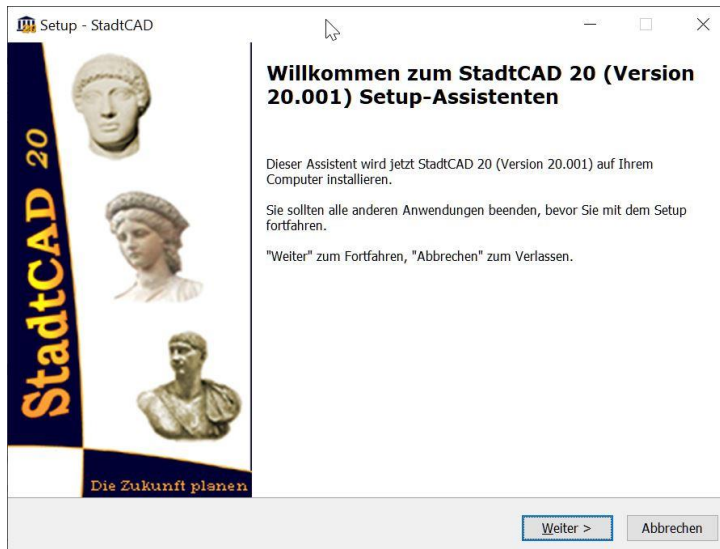 Setup - StadtCAD
StadtCAD 20
Willkommen zum StadtCAD 20 (Version
20.001) Setup-Assistenten
Dieser Assistent wird jetzt StadtCAD 20 (Version 20.001) auf Ihrem
Computer installieren.
Sie sollten alle anderen Anwendungen beenden, bevor Sie mit dem Setup
fortfahren.
"Weiter" zum Fortfahren, "Abbrechen" zum Verlassen.
Die Zukunft planen
Weiter >
Abbrechen